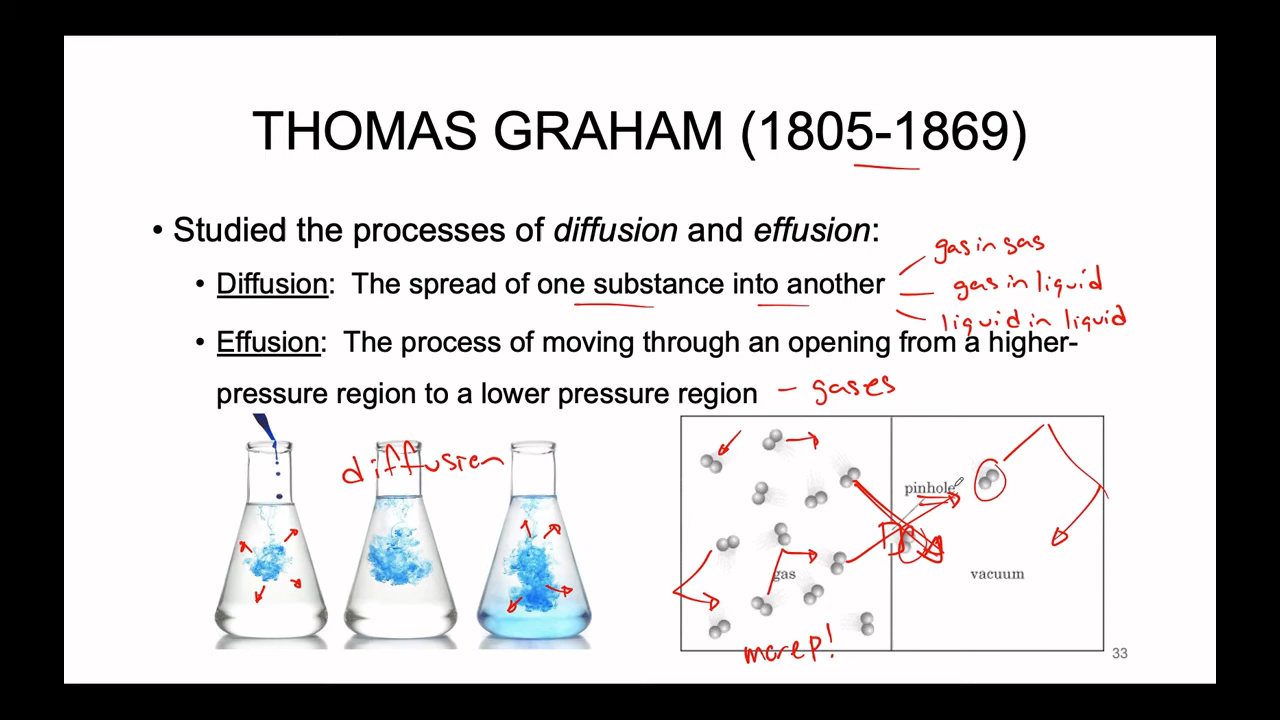 THOMAS GRAHAM (1805-1869)
• Studied the processes of diffusion and effusion:
gas in gas
• Diffusion: The spread of one substance into another
gas in liquid
liquid in liquid
• Effusion: The process of moving through an opening from a higher-
pressure region to a lower pressure region
- gases
diffusion
pinhole
gas
vacuum
more p!
33